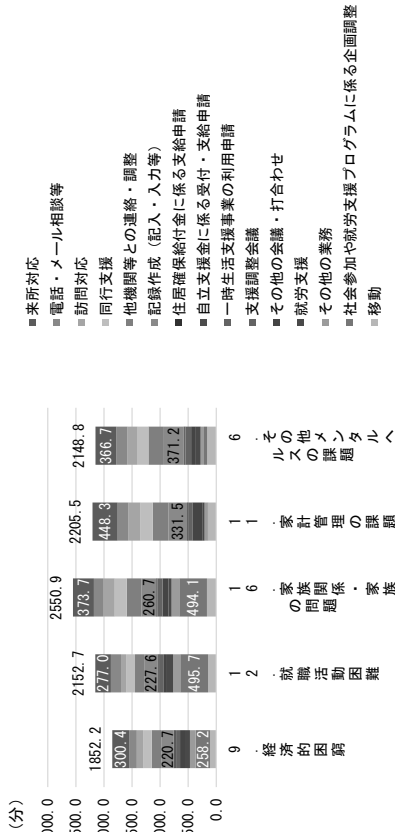 (分)
000.0
500.0
000.0
000.0
500.0
0.0
1852.2
300.4
220.7
258.2
2152.7
277.0
227.6
495.7
2550.9
373.7
260.7
494.1
2205.5
448.3
331.5
2148.8
366.7
371.2
9.経済的困窮
12.就職活動困難
16.家族関係・家族
の問題
11.家計管理の課題
6.その他メンタルヘ
ルスの課題
来所対応
電話・メール相談等
訪問対応
同行支援
他機関等との連絡・調整
記録作成(記入・入力等)
住居確保給付金に係る支給申請
自立支援金に係る受付・支給申請
一時生活支援事業の利用申請
支援調整会議
その他の会議・打合わせ
就労支援
その他の業務
社会参加や就労支援プログラムに係る企画調整
移動